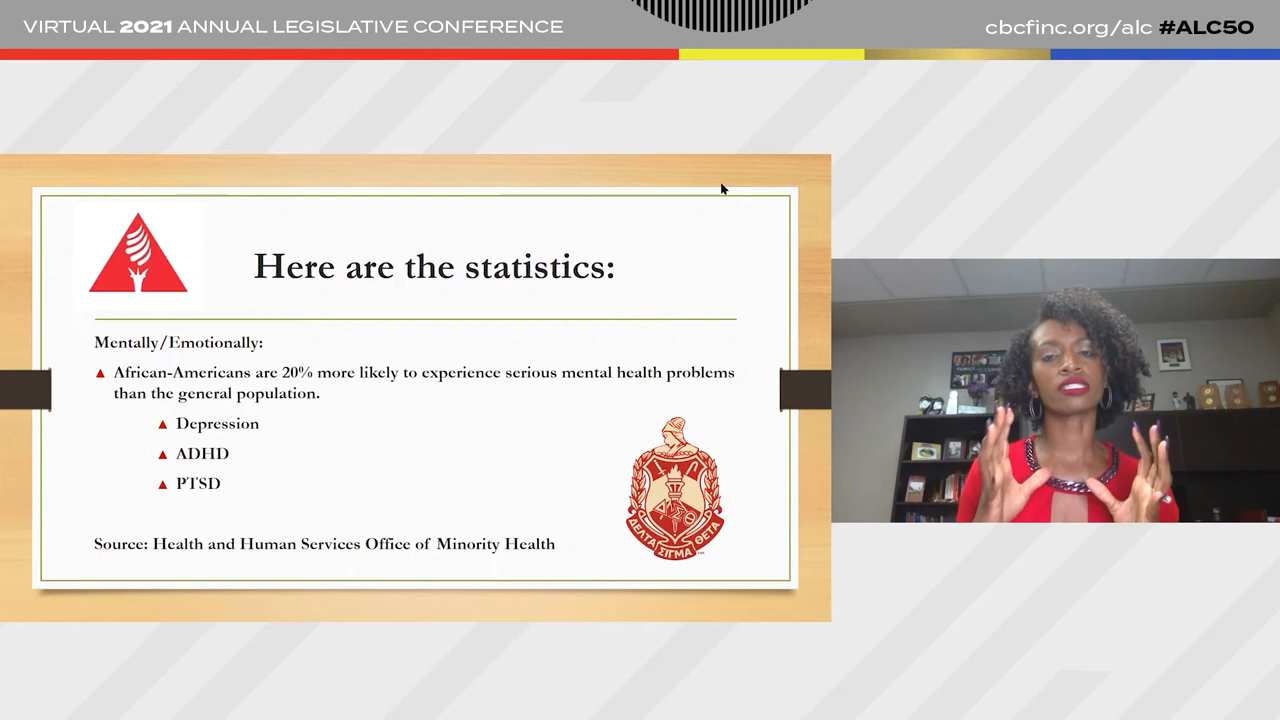 VIRTUAL 2021 ANNUAL LEGISLATIVE CONFERENCE
cbcfinc.org/alc #ALC50
Here are the statistics:
Mentally/Emotionally:
African-Americans are 20% more likely to experience serious mental health problems
than the general population.
Depression
ADHD
PTSD
Source: Health and Human Services Office of Minority Health
ΔΣΘ
ΔΕΛΤΑ ΣΙΓΜΑ ΘΕΤΑ
FAMILY